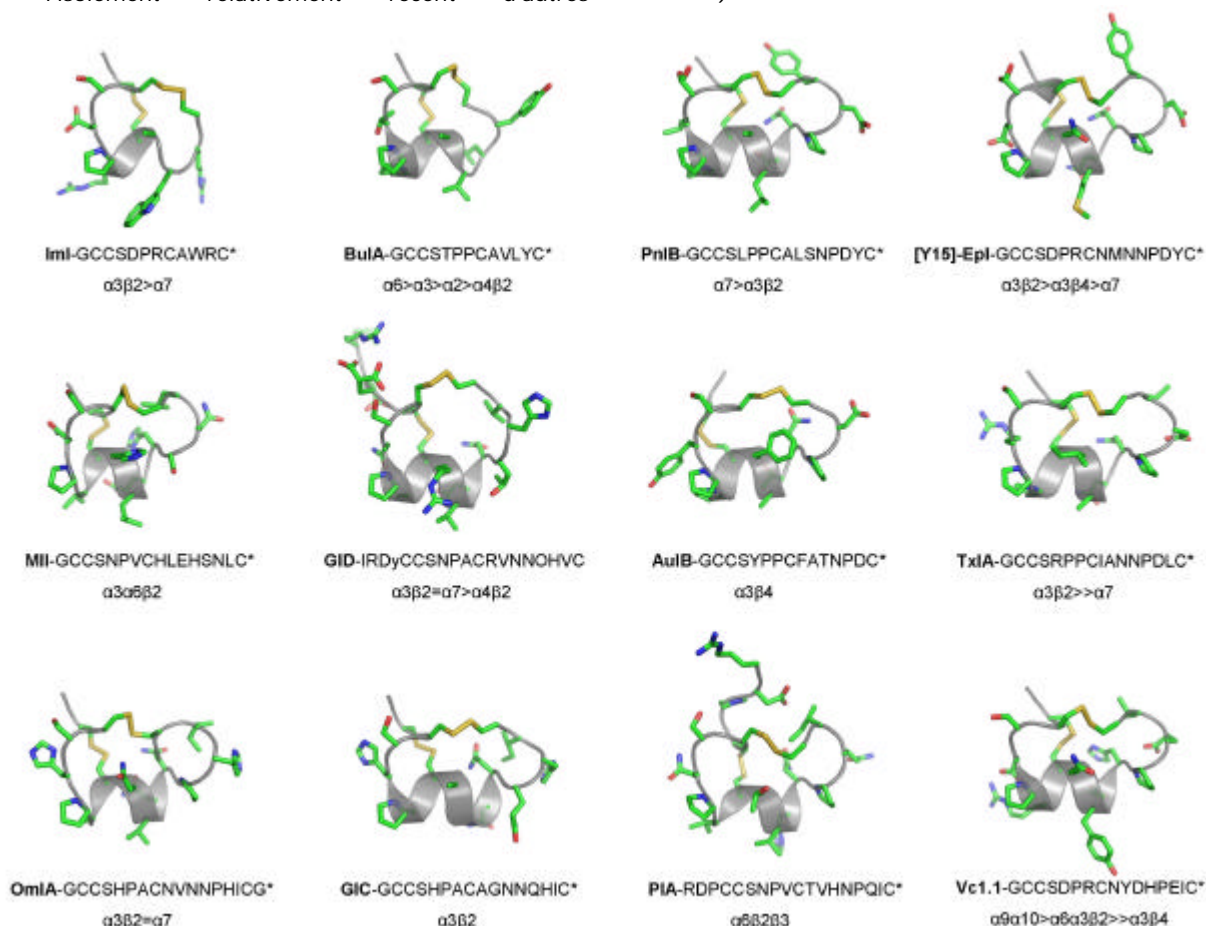 ImI-GCCSDPRCAWRC*
α3β2>α7
BuIA-GCCSTPPCAVLYC*
α6>α3>α2>α4β2
PnIB-GCCSLPPCALSNPDYC*
α7>α3β2
[Y15]-EpI-GCCSDPRCNMNNPDYC*
α3β2>α3β4>α7
MII-GCCSNPVCHLEHSNLC*
α3α6β2
GID-IRDyCCSNPACRVNNOHVC
α3β2=α7>α4β2
AuIB-GCCSYPPCFATNPDC*
α3β4
TxIA-GCCSRPPCIANNPDLC*
α3β2>>α7
OmIA-GCCSHPACNVNNPHICG*
α3β2=α7
GIC-GCCSHPACAGNNQHIC*
α3β2
PIA-RDPCCSNPVCTVHNPQIC*
α6β2β3
Vc1.1-GCCSDPRCNYDHPEIC*
α9α10>α6α3β2>>α3β4